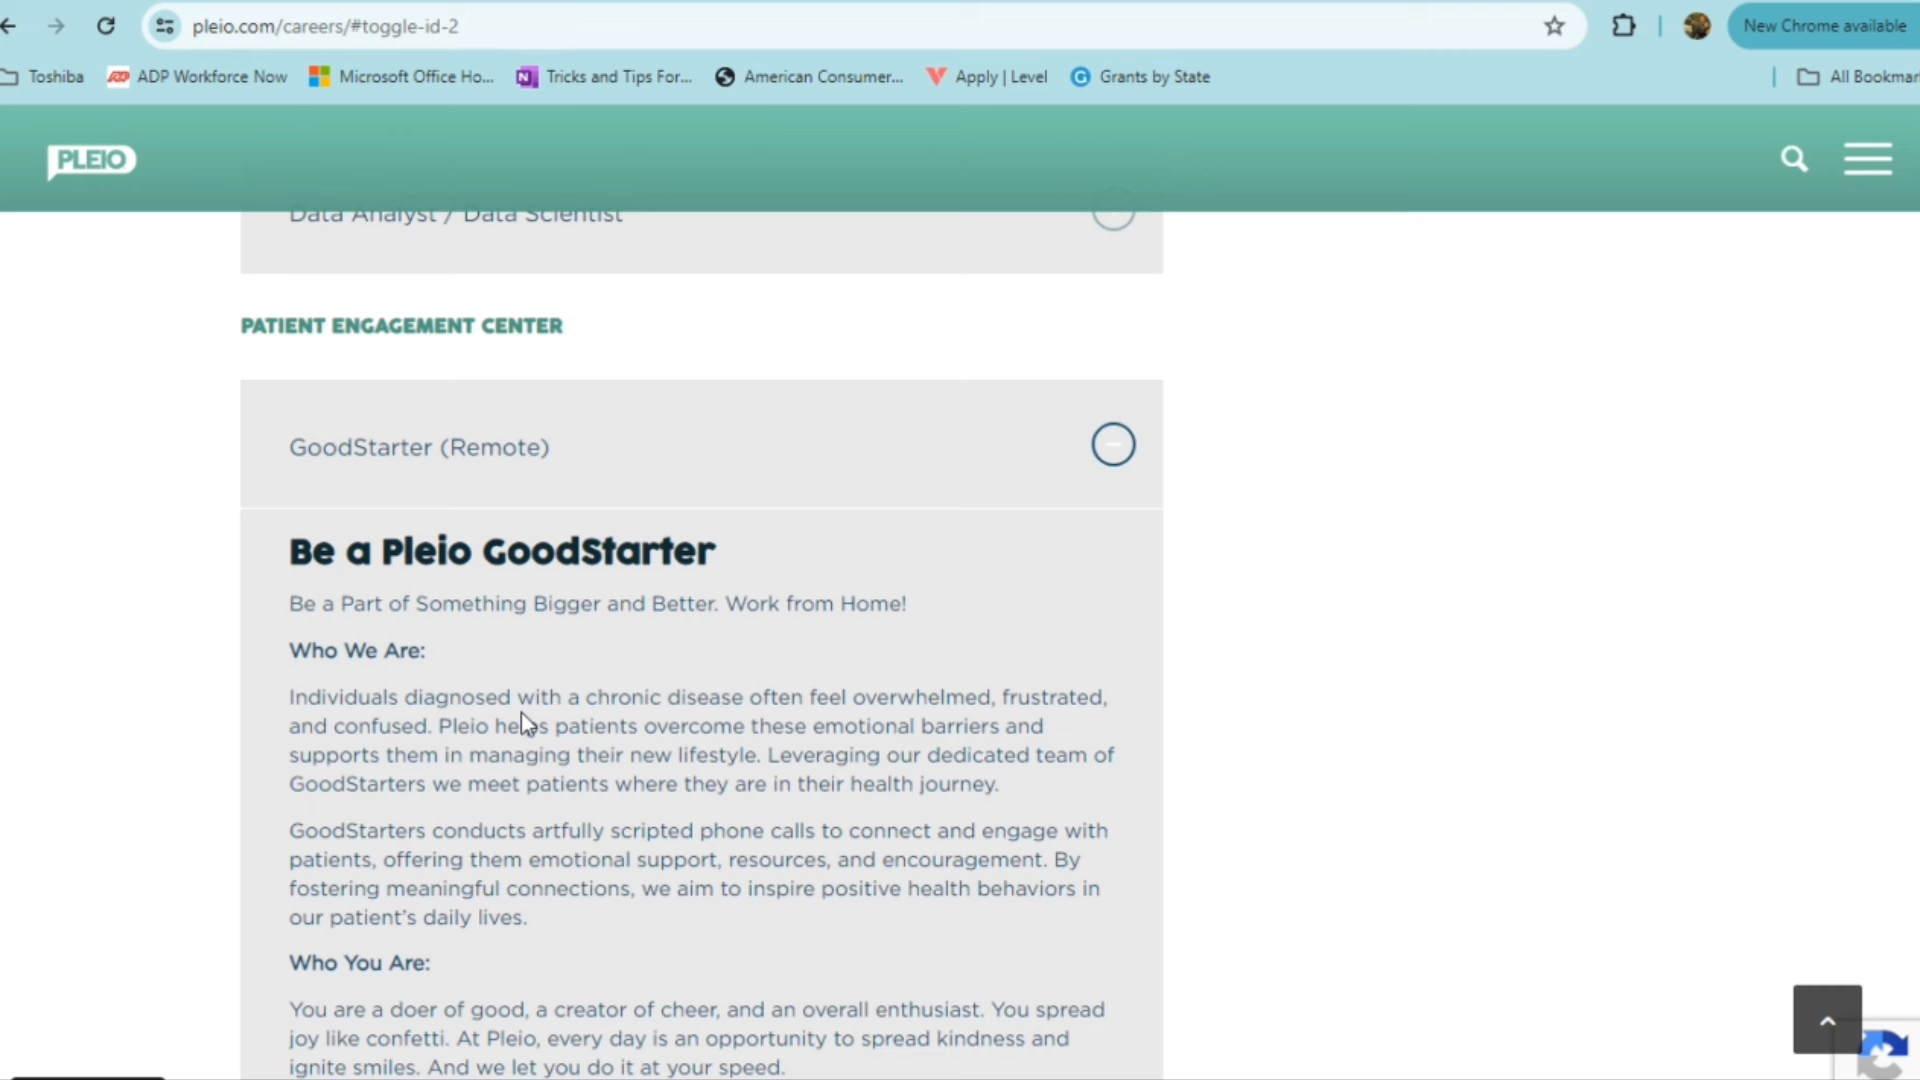 pleio.com/careers/#toggle-id-2
New Chrome available
Toshiba
ADP Workforce Now
Microsoft Office Ho...
Tricks and Tips For...
American Consumer...
Apply | Level
Grants by State
All Bookmar
PLEIO
Data Analyst / Data Scientist
PATIENT ENGAGEMENT CENTER
GoodStarter (Remote)
Be a Pleio GoodStarter
Be a Part of Something Bigger and Better. Work from Home!
Who We Are:
Individuals diagnosed with a chronic disease often feel overwhelmed, frustrated,
and confused. Pleio helps patients overcome these emotional barriers and
supports them in managing their new lifestyle. Leveraging our dedicated team of
GoodStarters we meet patients where they are in their health journey.
GoodStarters conducts artfully scripted phone calls to connect and engage with
patients, offering them emotional support, resources, and encouragement. By
fostering meaningful connections, we aim to inspire positive health behaviors in
our patient's daily lives.
Who You Are:
You are a doer of good, a creator of cheer, and an overall enthusiast. You spread
joy like confetti. At Pleio, every day is an opportunity to spread kindness and
ignite smiles. And we let you do it at your speed.